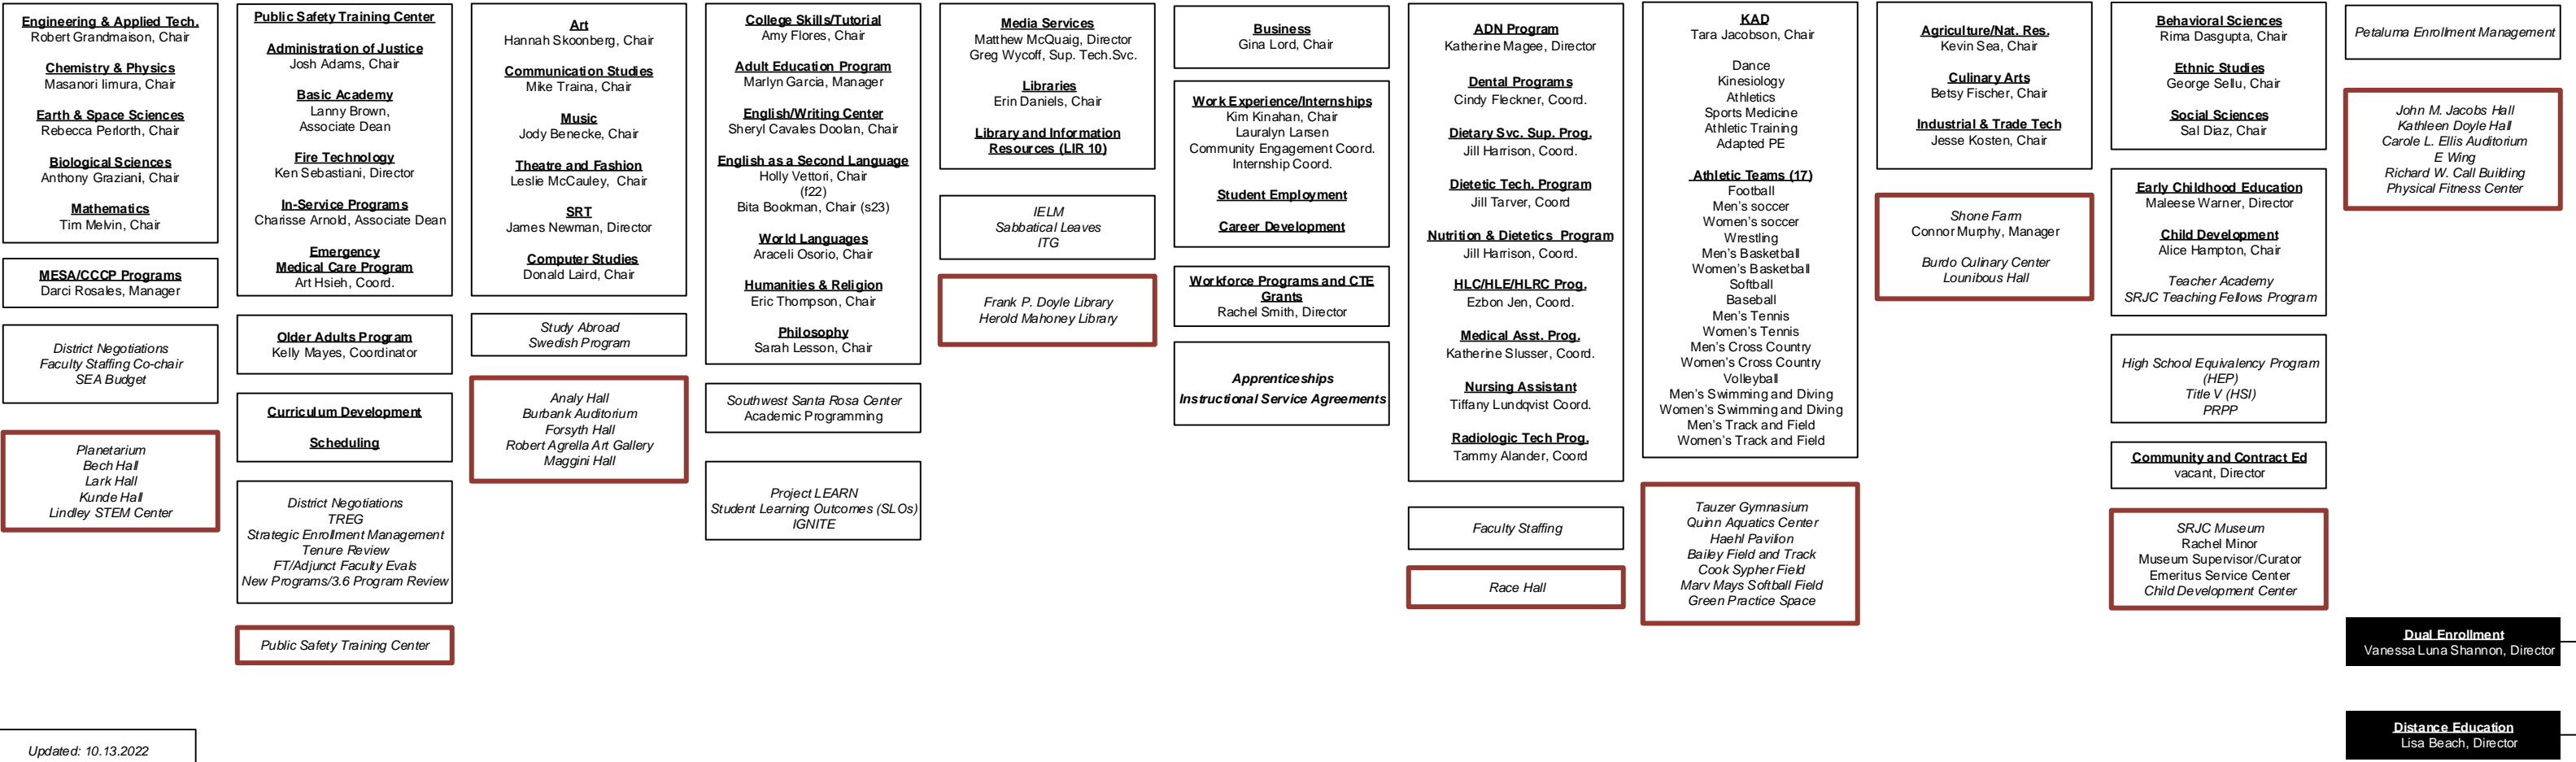 Engineering & Applied Tech.
Robert Grandmaison, Chair
Chemistry & Physics
Masanori Iimura, Chair
Earth & Space Sciences
Rebecca Perlorth, Chair
Biological Sciences
Anthony Graziani, Chair
Mathematics
Tim Melvin, Chair
MESA/CCCP Programs
Darci Rosales, Manager
District Negotiations
Faculty Staffing Co-chair
SEA Budget
Planetarium
Bech Hall
Lark Hall
Kunde Hall
Lindley STEM Center
Updated: 10.13.2022
Public Safety Training Center
Administration of Justice
Josh Adams, Chair
Basic Academy
Lanny Brown,
Associate Dean
Fire Technology
Ken Sebastiani, Director
In-Service Programs
Charisse Arnold, Associate Dean
Emergency
Medical Care Program
Art Hsieh, Coord.
Older Adults Program
Kelly Mayes, Coordinator
Curriculum Development
Scheduling
District Negotiations
TREG
Strategic Enrollment Management
Tenure Review
FT/Adjunct Faculty Evals
New Programs/3.6 Program Review
Public Safety Training Center
Art
Hannah Skoonberg, Chair
Communication Studies
Mike Traina, Chair
Music
Jody Benecke, Chair
Theatre and Fashion
Leslie McCauley, Chair
SRT
James Newman, Director
Computer Studies
Donald Laird, Chair
Study Abroad
Swedish Program
Analy Hall
Burbank Auditorium
Forsyth Hall
Robert Agrella Art Gallery
Maggini Hall
College Skills/Tutorial
Amy Flores, Chair
Adult Education Program
Marlyn Garcia, Manager
English/Writing Center
Sheryl Cavales Doolan, Chair
English as a Second Language
Holly Vettori, Chair
(f22)
Bita Bookman, Chair (s23)
World Languages
Araceli Osorio, Chair
Humanities & Religion
Eric Thompson, Chair
Philosophy
Sarah Lesson, Chair
Southwest Santa Rosa Center
Academic Programming
Project LEARN
Student Learning Outcomes (SLOs)
IGNITE
Media Services
Matthew McQuaig, Director
Greg Wycoff, Sup. Tech.Svc.
Libraries
Erin Daniels, Chair
Library and Information
Resources (LIR 10)
IELM
Sabbatical Leaves
ITG
Frank P. Doyle Library
Herold Mahoney Library
Business
Gina Lord, Chair
Work Experience/Internships
Kim Kinahan, Chair
Lauralyn Larsen
Community Engagement Coord.
Internship Coord.
Student Employment
Career Development
Workforce Programs and CTE
Grants
Rachel Smith, Director
Apprenticeships
Instructional Service Agreements
ADN Program
Katherine Magee, Director
Dental Programs
Cindy Fleckner, Coord.
Dietary Svc. Sup. Prog.
Jill Harrison, Coord.
Dietetic Tech. Program
Jill Tarver, Coord
Nutrition & Dietetics Program
Jill Harrison, Coord.
HLC/HLE/HLRC Prog.
Ezbon Jen, Coord.
Medical Asst. Prog.
Katherine Slusser, Coord.
Nursing Assistant
Tiffany Lundqvist Coord.
Radiologic Tech Prog.
Tammy Alander, Coord
Faculty Staffing
Race Hall
KAD
Tara Jacobson, Chair
Dance
Kinesiology
Athletics
Sports Medicine
Athletic Training
Adapted PE
Athletic Teams (17)
Football
Men's soccer
Women's soccer
Wrestling
Men's Basketball
Women's Basketball
Softball
Baseball
Men's Tennis
Women's Tennis
Men's Cross Country
Women's Cross Country
Volleyball
Men's Swimming and Diving
Women's Swimming and Diving
Men's Track and Field
Women's Track and Field
Tauzer Gymnasium
Quinn Aquatics Center
Haehl Pavilion
Bailey Field and Track
Cook Sypher Field
Marv Mays Softball Field
Green Practice Space
Agriculture/Nat. Res.
Kevin Sea, Chair
Culinary Arts
Betsy Fischer, Chair
Industrial & Trade Tech
Jesse Kosten, Chair
Shone Farm
Connor Murphy, Manager
Burdo Culinary Center
Lounibous Hall
Behavioral Sciences
Rima Dasgupta, Chair
Ethnic Studies
George Sellu, Chair
Social Sciences
Sal Diaz, Chair
Early Childhood Education
Maleese Warner, Director
Child Development
Alice Hampton, Chair
Teacher Academy
SRJC Teaching Fellows Program
High School Equivalency Program
(HEP)
Title V (HSI)
PRPP
Community and Contract Ed
vacant, Director
SRJC Museum
Rachel Minor
Museum Supervisor/Curator
Emeritus Service Center
Child Development Center
Petaluma Enrollment Management
John M. Jacobs Hall
Kathleen Doyle Hall
Carole L. Ellis Auditorium
E Wing
Richard W. Call Building
Physical Fitness Center
Dual Enrollment
Vanessa Luna Shannon, Director
Distance Education
Lisa Beach, Director